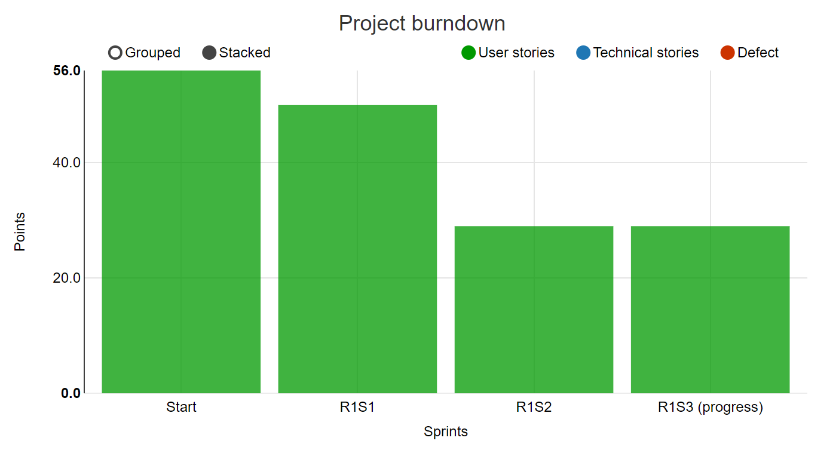 Project burndown
Grouped Stacked User stories Technical stories Defect
56.0
40.0
Points
20.0
0.0
Start R1S1 R1S2 R1S3 (progress)
Sprints